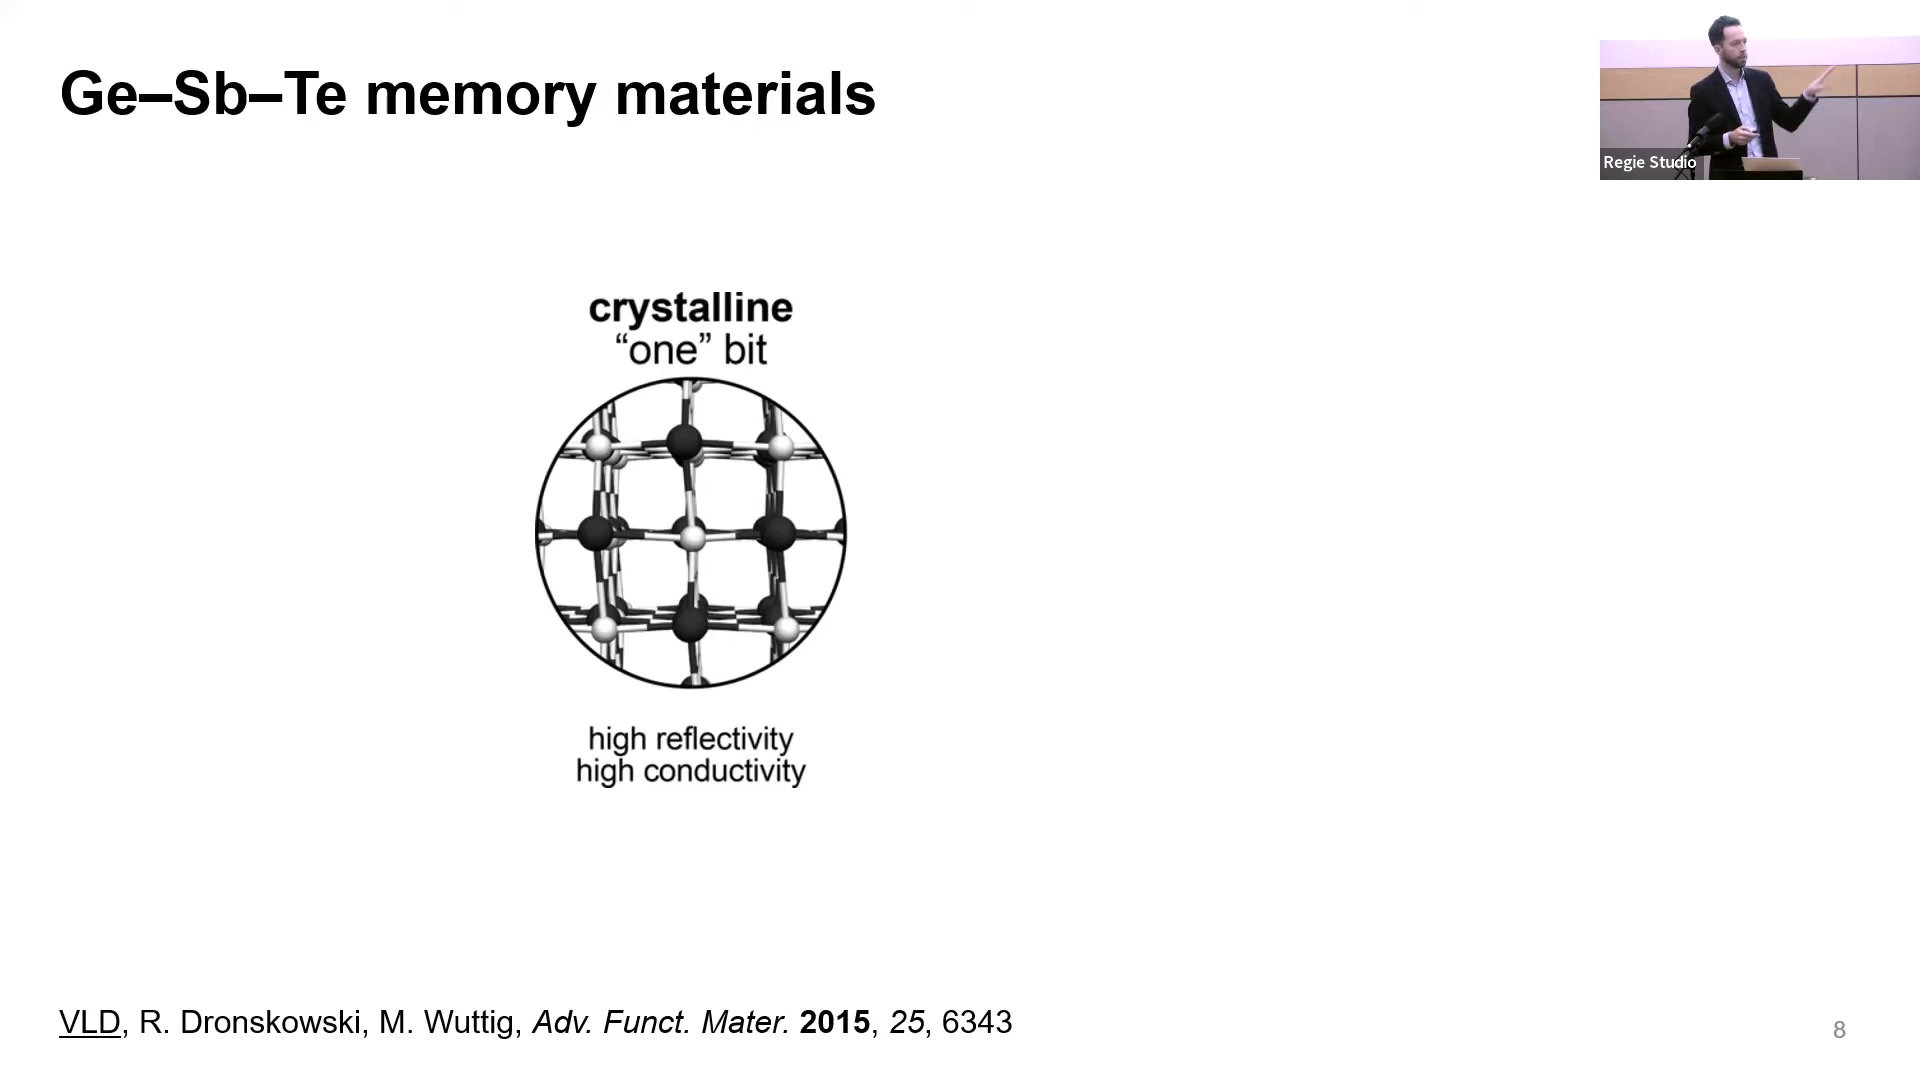 Ge–Sb–Te memory materials
Regie Studio
crystalline
“one” bit
high reflectivity
high conductivity
VLD, R. Dronskowski, M. Wuttig, Adv. Funct. Mater. 2015, 25, 6343
8